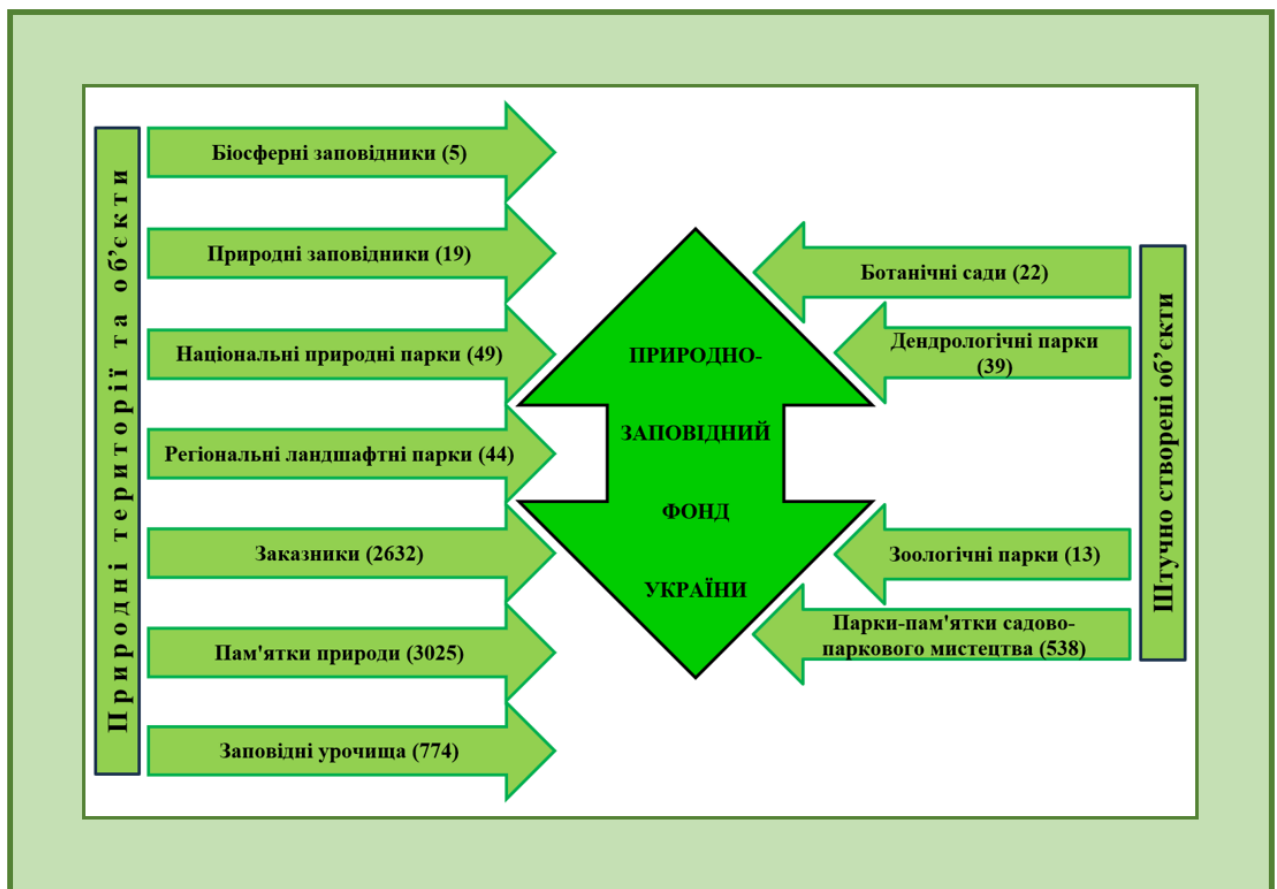 Природні території та об’єкти
Біосферні заповідники (5)
Природні заповідники (19)
Національні природні парки (49)
Регіональні ландшафтні парки (44)
Заказники (2632)
Пам'ятки природи (3025)
Заповідні урочища (774)
ПРИРОДНО-
ЗАПОВІДНИЙ
ФОНД
УКРАЇНИ
Ботанічні сади (22)
Дендрологічні парки
(39)
Зоологічні парки (13)
Парки-пам'ятки садово-
паркового мистецтва (538)
Штучно створені об’єкти